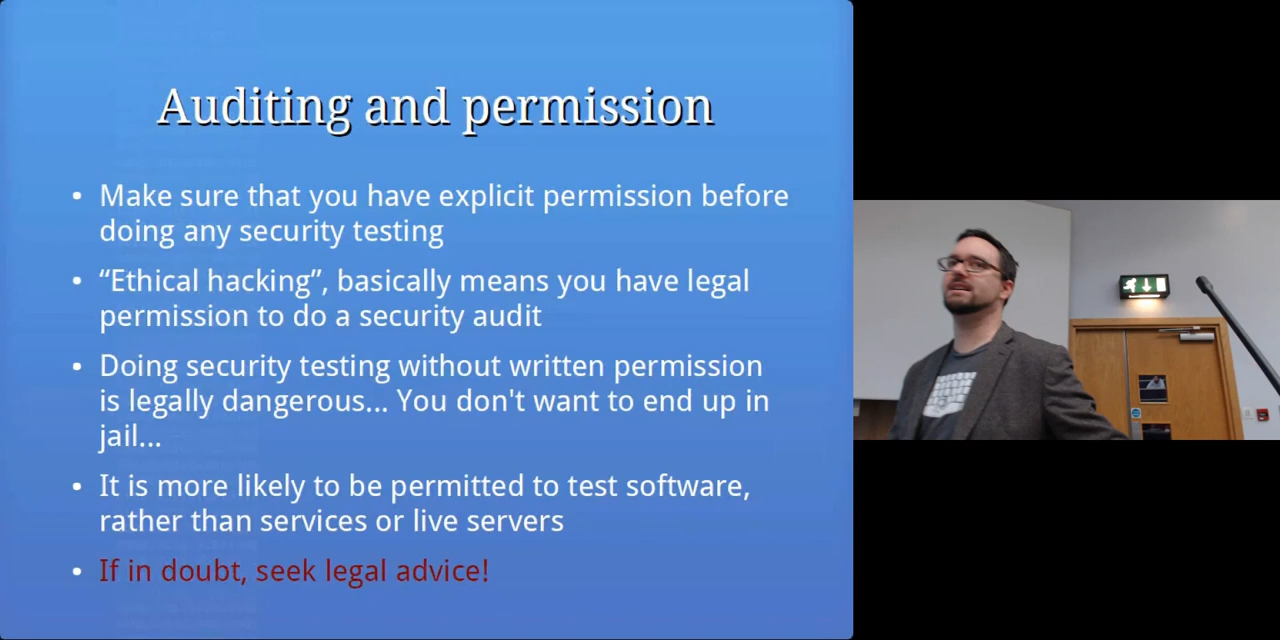 Auditing and permission
• Make sure that you have explicit permission before
doing any security testing
• “Ethical hacking”, basically means you have legal
permission to do a security audit
• Doing security testing without written permission
is legally dangerous... You don't want to end up in
jail...
• It is more likely to be permitted to test software,
rather than services or live servers
• If in doubt, seek legal advice!